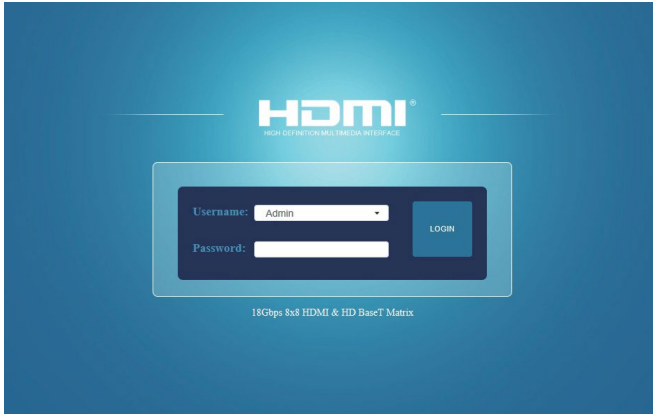 HDMI®
HIGH-DEFINITION MULTIMEDIA INTERFACE
Username: Admin
LOGIN
Password:
18Gbps 8x8 HDMI & HD BaseT Matrix